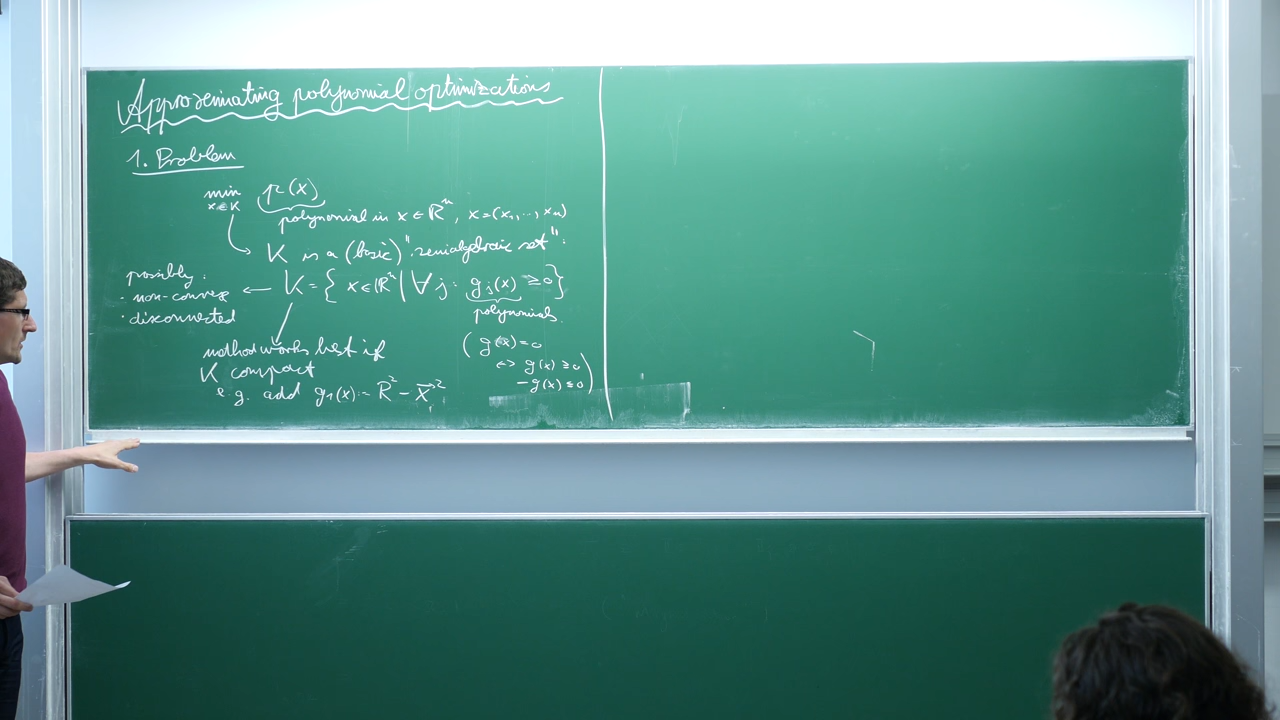 Approximating polynomial optimizations
1. Problem
min p(x)
x∈K
polynomial in x ∈ ℝⁿ, x=(x₁,..,xₙ)
K is a (basic) "semialgebraic set":
possibly:
· non-convex
· disconnected
K = { x∈ℝⁿ | ∀j: gⱼ(x) ≥0}
polynomials.
method works best if
K compact
e.g. add g₁(x):= R² - x⃗²
( g(x)=0
<=> g(x) ≥0
-g(x) ≥0 )